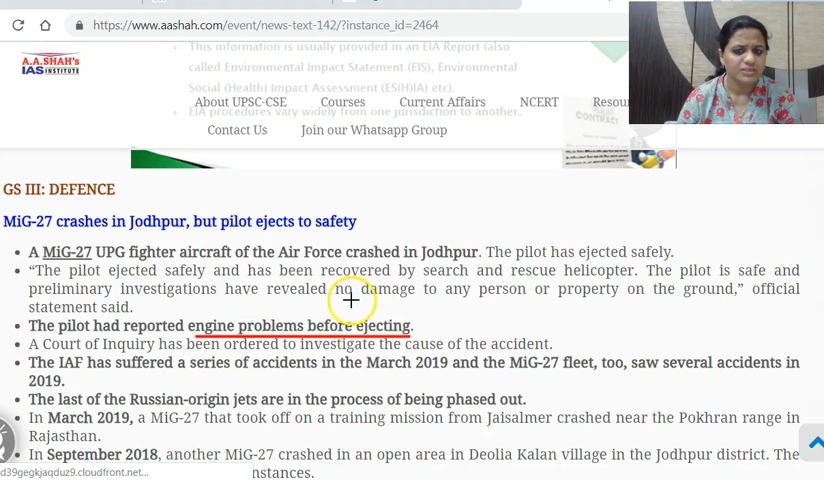 https://www.aashah.com/event/news-text-142/?instance_id=2464
This information is usually provided in an EIA Report (also
called Environmental Impact Statement (EIS), Environmental
Social (Health) Impact Assessment (ES(H)IA) etc).
EIA procedures vary widely from one jurisdiction to another.
A.A.SHAH's
IAS INSTITUTE
About UPSC-CSE Courses Current Affairs NCERT Resou
Contact Us Join our Whatsapp Group
CONTRACT
GS III: DEFENCE
MiG-27 crashes in Jodhpur, but pilot ejects to safety
A MiG-27 UPG fighter aircraft of the Air Force crashed in Jodhpur. The pilot has ejected safely.
“The pilot ejected safely and has been recovered by search and rescue helicopter. The pilot is safe and
preliminary investigations have revealed no damage to any person or property on the ground,” official
statement said.
The pilot had reported engine problems before ejecting.
A Court of Inquiry has been ordered to investigate the cause of the accident.
The IAF has suffered a series of accidents in the March 2019 and the MiG-27 fleet, too, saw several accidents in
2019.
The last of the Russian-origin jets are in the process of being phased out.
In March 2019, a MiG-27 that took off on a training mission from Jaisalmer crashed near the Pokhran range in
Rajasthan.
In September 2018, another MiG-27 crashed in an open area in Deolia Kalan village in the Jodhpur district. The
d39gegkjaqduz9.cloudfront.net... nstances.